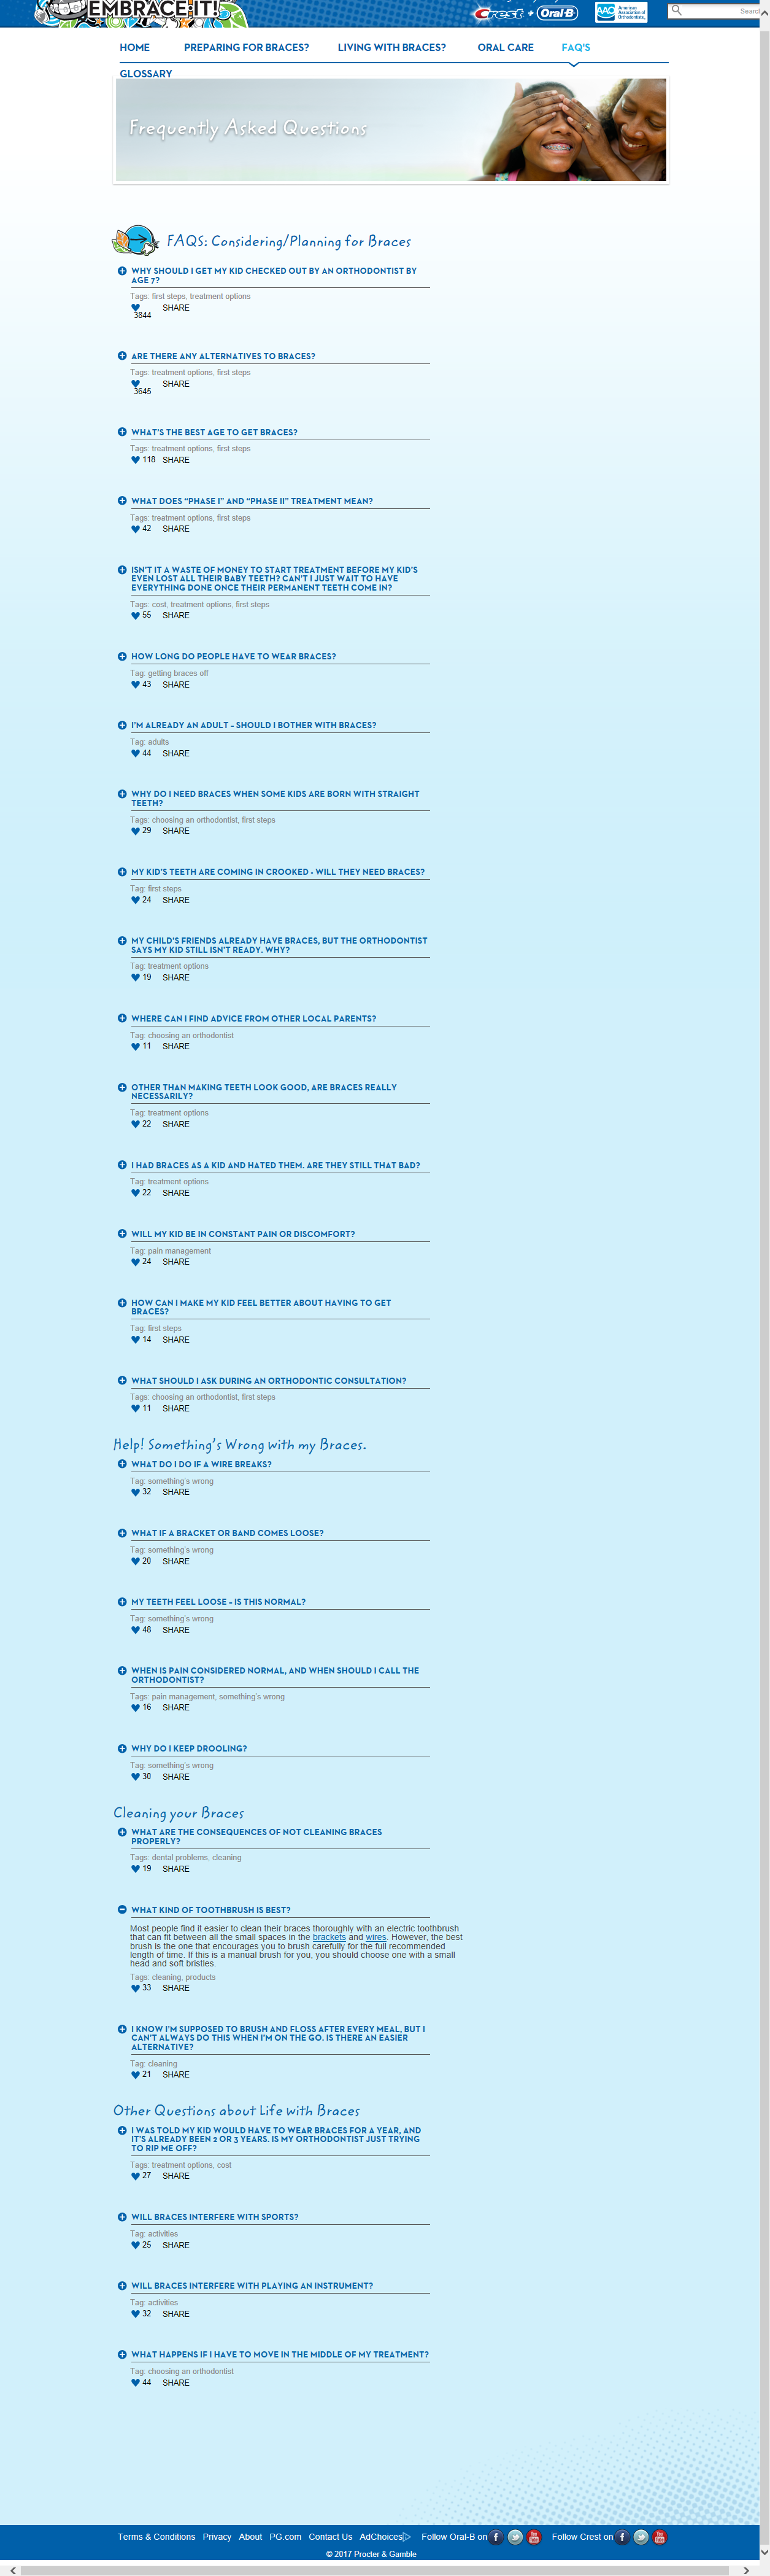 EMBRACE IT!
Crest + Oral-B
AAO American Association of Orthodontists
Search
HOME PREPARING FOR BRACES? LIVING WITH BRACES? ORAL CARE FAQ'S
GLOSSARY
Frequently Asked Questions
FAQS: Considering/Planning for Braces
WHY SHOULD I GET MY KID CHECKED OUT BY AN ORTHODONTIST BY
AGE 7?
Tags: first steps, treatment options
SHARE
3844
ARE THERE ANY ALTERNATIVES TO BRACES?
Tags: treatment options, first steps
SHARE
3645
WHAT'S THE BEST AGE TO GET BRACES?
Tags: treatment options, first steps
118 SHARE
WHAT DOES “PHASE I” AND “PHASE II” TREATMENT MEAN?
Tags: treatment options, first steps
42 SHARE
ISN'T IT A WASTE OF MONEY TO START TREATMENT BEFORE MY KID'S
EVEN LOST ALL THEIR BABY TEETH? CAN'T I JUST WAIT TO HAVE
EVERYTHING DONE ONCE THEIR PERMANENT TEETH COME IN?
Tags: cost, treatment options, first steps
55 SHARE
HOW LONG DO PEOPLE HAVE TO WEAR BRACES?
Tag: getting braces off
43 SHARE
I'M ALREADY AN ADULT – SHOULD I BOTHER WITH BRACES?
Tag: adults
44 SHARE
WHY DO I NEED BRACES WHEN SOME KIDS ARE BORN WITH STRAIGHT
TEETH?
Tags: choosing an orthodontist, first steps
29 SHARE
MY KID'S TEETH ARE COMING IN CROOKED - WILL THEY NEED BRACES?
Tag: first steps
24 SHARE
MY CHILD'S FRIENDS ALREADY HAVE BRACES, BUT THE ORTHODONTIST
SAYS MY KID STILL ISN'T READY. WHY?
Tag: treatment options
19 SHARE
WHERE CAN I FIND ADVICE FROM OTHER LOCAL PARENTS?
Tag: choosing an orthodontist
11 SHARE
OTHER THAN MAKING TEETH LOOK GOOD, ARE BRACES REALLY
NECESSARILY?
Tag: treatment options
22 SHARE
I HAD BRACES AS A KID AND HATED THEM. ARE THEY STILL THAT BAD?
Tag: treatment options
22 SHARE
WILL MY KID BE IN CONSTANT PAIN OR DISCOMFORT?
Tag: pain management
24 SHARE
HOW CAN I MAKE MY KID FEEL BETTER ABOUT HAVING TO GET
BRACES?
Tag: first steps
14 SHARE
WHAT SHOULD I ASK DURING AN ORTHODONTIC CONSULTATION?
Tags: choosing an orthodontist, first steps
11 SHARE
Help! Something's Wrong with my Braces.
WHAT DO I DO IF A WIRE BREAKS?
Tag: something's wrong
32 SHARE
WHAT IF A BRACKET OR BAND COMES LOOSE?
Tag: something's wrong
20 SHARE
MY TEETH FEEL LOOSE – IS THIS NORMAL?
Tag: something's wrong
48 SHARE
WHEN IS PAIN CONSIDERED NORMAL, AND WHEN SHOULD I CALL THE
ORTHODONTIST?
Tags: pain management, something's wrong
16 SHARE
WHY DO I KEEP DROOLING?
Tag: something's wrong
30 SHARE
Cleaning your Braces
WHAT ARE THE CONSEQUENCES OF NOT CLEANING BRACES
PROPERLY?
Tags: dental problems, cleaning
19 SHARE
WHAT KIND OF TOOTHBRUSH IS BEST?
Most people find it easier to clean their braces thoroughly with an electric toothbrush
that can fit between all the small spaces in the brackets and wires. However, the best
brush is the one that encourages you to brush carefully for the full recommended
length of time. If this is a manual brush for you, you should choose one with a small
head and soft bristles.
Tags: cleaning, products
33 SHARE
I KNOW I'M SUPPOSED TO BRUSH AND FLOSS AFTER EVERY MEAL, BUT I
CAN'T ALWAYS DO THIS WHEN I'M ON THE GO. IS THERE AN EASIER
ALTERNATIVE?
Tag: cleaning
21 SHARE
Other Questions about Life with Braces
I WAS TOLD MY KID WOULD HAVE TO WEAR BRACES FOR A YEAR, AND
IT'S ALREADY BEEN 2 OR 3 YEARS. IS MY ORTHODONTIST JUST TRYING
TO RIP ME OFF?
Tags: treatment options, cost
27 SHARE
WILL BRACES INTERFERE WITH SPORTS?
Tag: activities
25 SHARE
WILL BRACES INTERFERE WITH PLAYING AN INSTRUMENT?
Tag: activities
32 SHARE
WHAT HAPPENS IF I HAVE TO MOVE IN THE MIDDLE OF MY TREATMENT?
Tag: choosing an orthodontist
44 SHARE
Terms & Conditions Privacy About PG.com Contact Us AdChoices Follow Oral-B on Follow Crest on
© 2017 Procter & Gamble